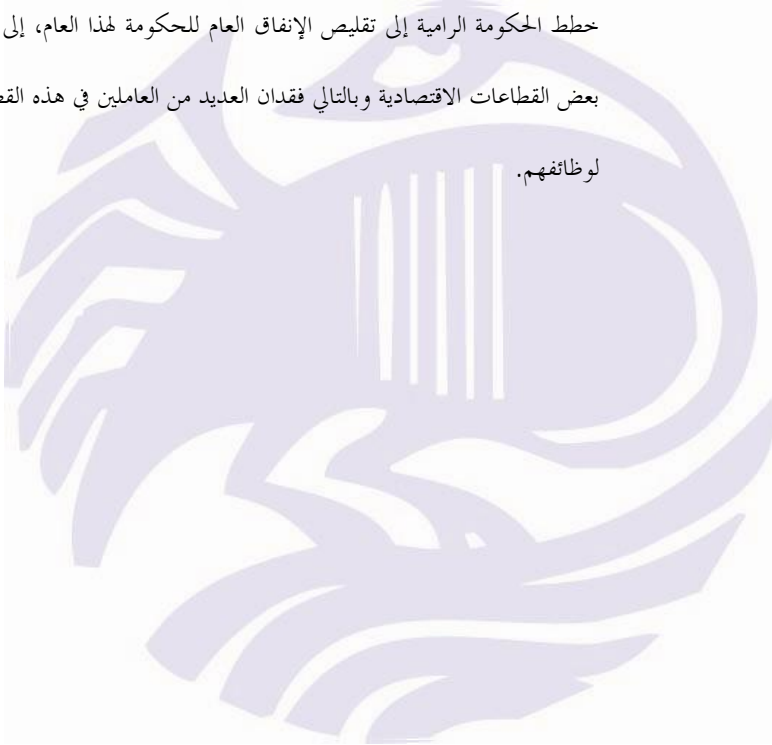 خطط الحكومة الرامية إلى تقليص الإنفاق العام للحكومة لهذا العام، إلى
بعض القطاعات الاقتصادية وبالتالي فقدان العديد من العاملين في هذه
لوظائفهم.